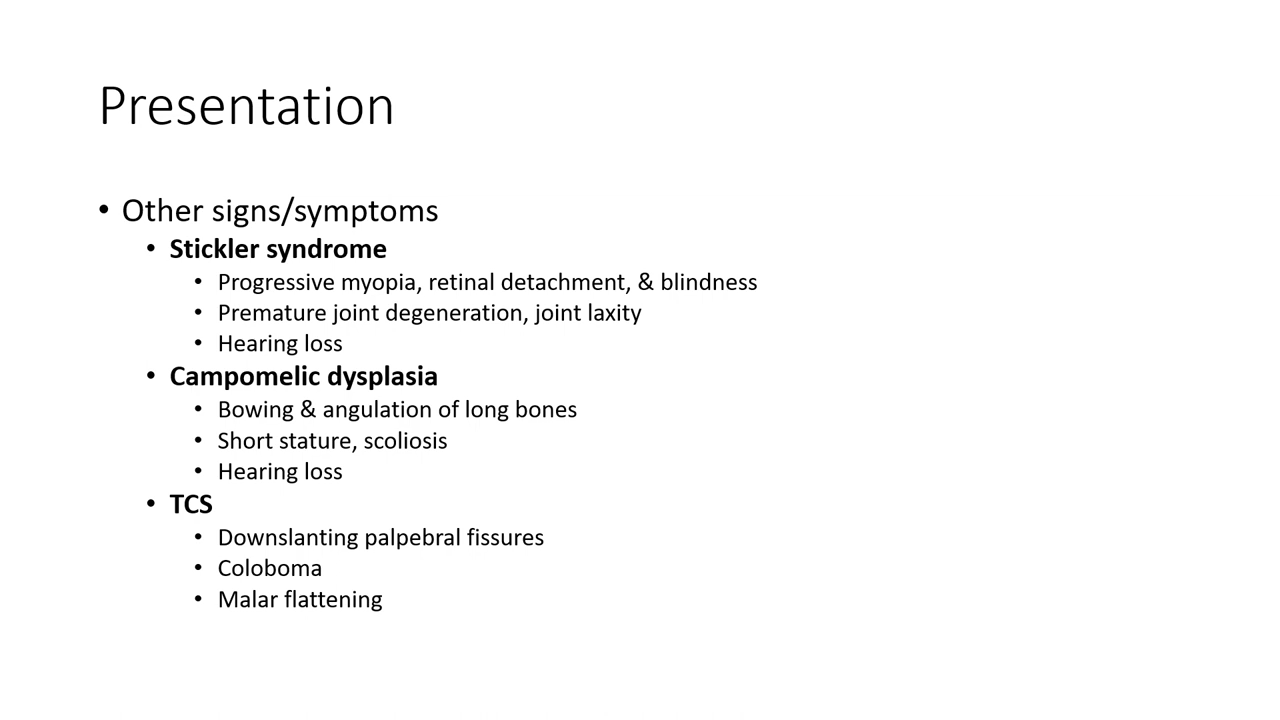 Presentation
• Other signs/symptoms
• Stickler syndrome
• Progressive myopia, retinal detachment, & blindness
• Premature joint degeneration, joint laxity
• Hearing loss
• Campomelic dysplasia
• Bowing & angulation of long bones
• Short stature, scoliosis
• Hearing loss
• TCS
• Downslanting palpebral fissures
• Coloboma
• Malar flattening